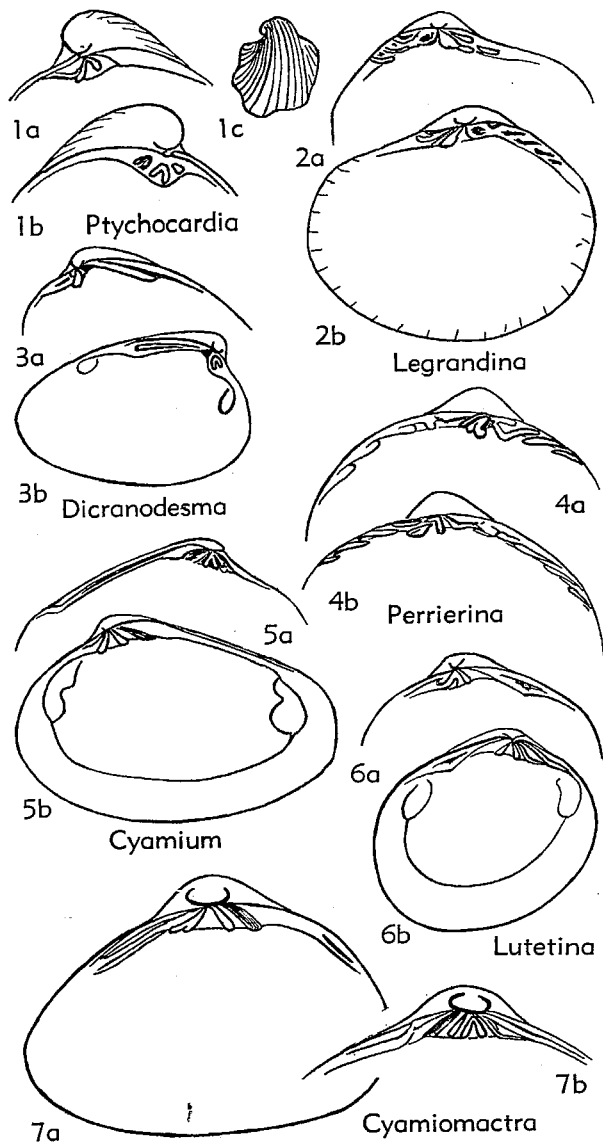 1a
1c
2a
1b
Ptychocardia
2b
3a
Legrandina
3b
Dicranodesma
4a
4b
Perrierina
5a
5b
Cyamium
6a
6b
Lutetina
7a
7b
Cyamiomactra